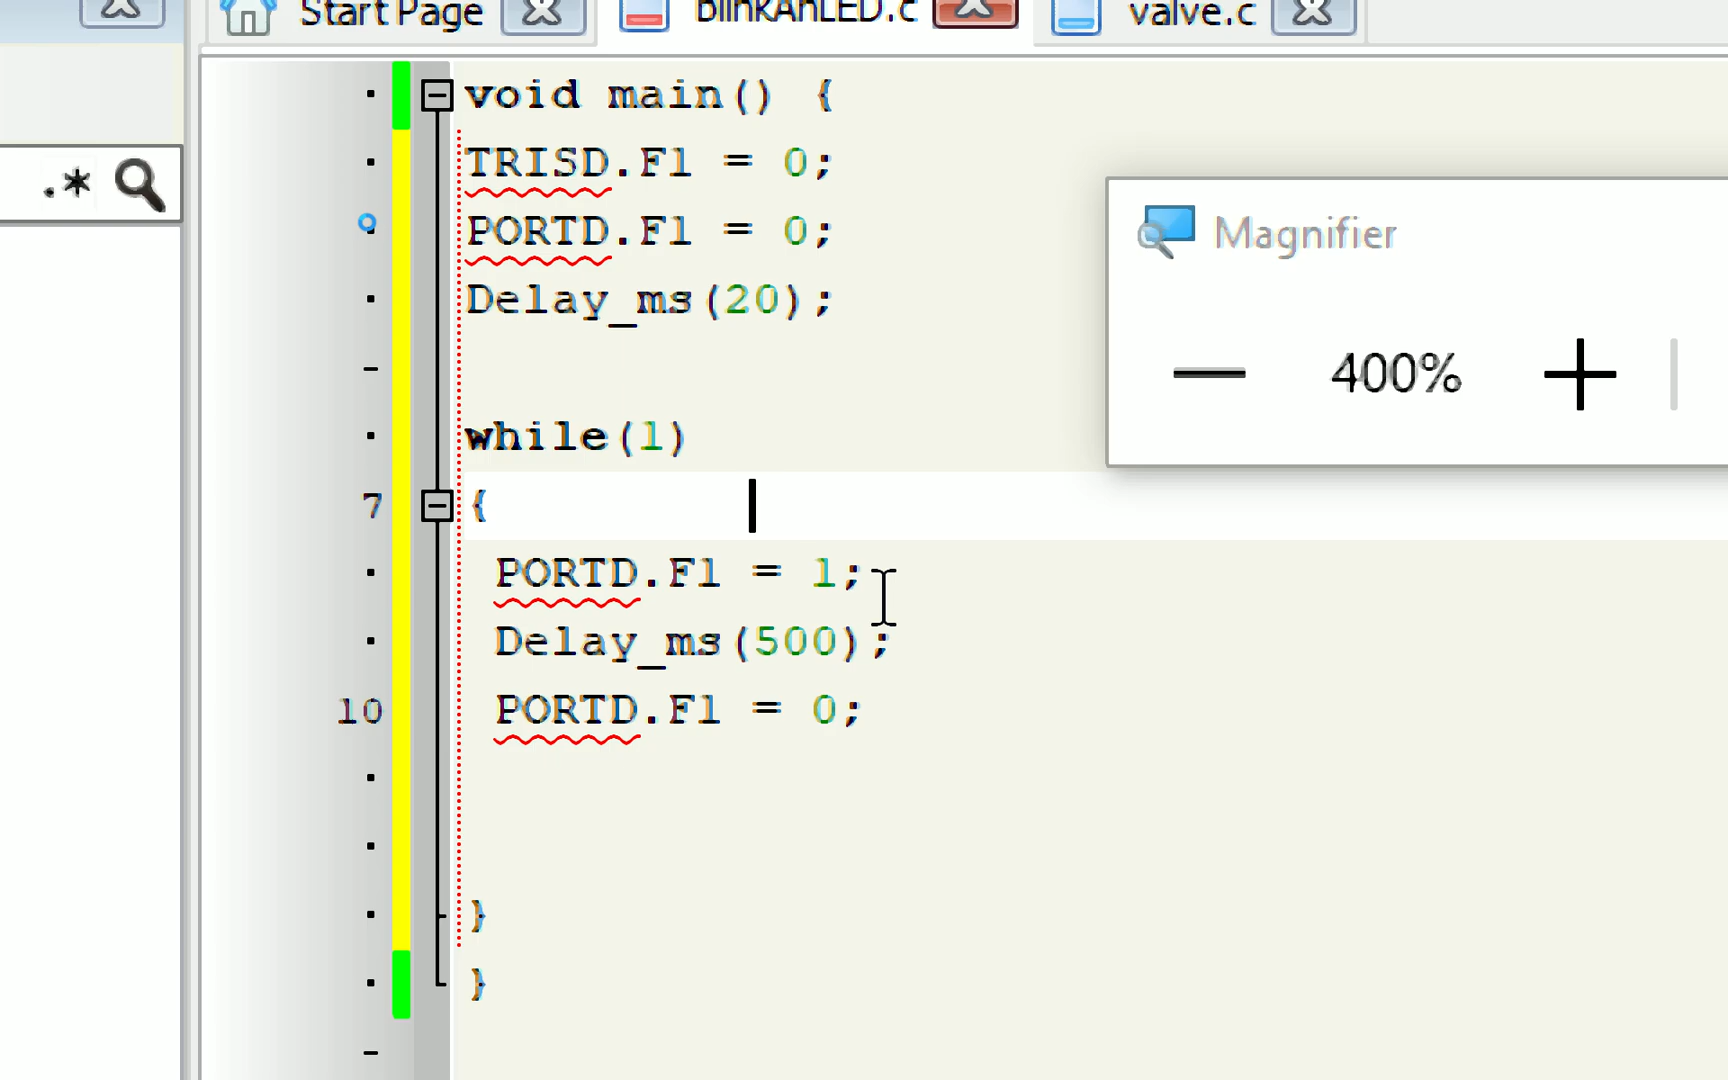 Start Page
blinkAnLED.c
valve.c
.*
void main() {
TRISD.F1 = 0;
PORTD.F1 = 0;
Delay_ms(20);
while(1)
7 {
PORTD.F1 = 1;
Delay_ms(500);
10 PORTD.F1 = 0;
}
}
Magnifier
400%